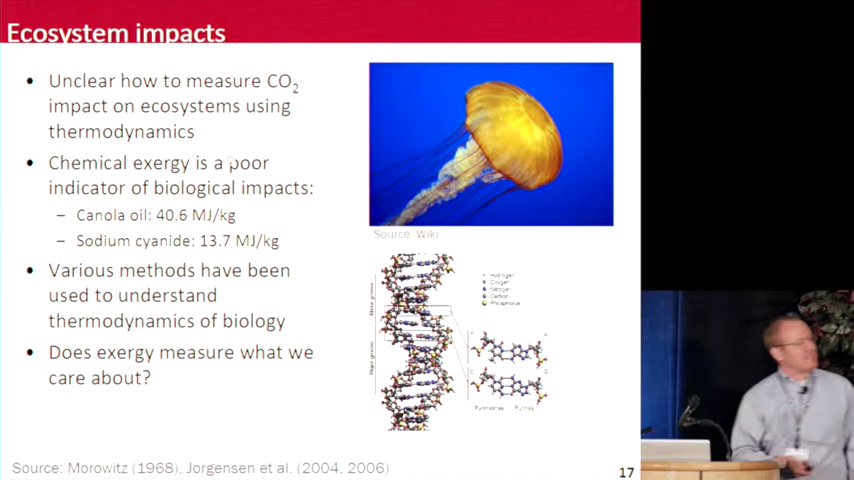 Ecosystem impacts
• Unclear how to measure CO2
impact on ecosystems using
thermodynamics
• Chemical exergy is a poor
indicator of biological impacts:
– Canola oil: 40.6 MJ/kg
– Sodium cyanide: 13.7 MJ/kg
• Various methods have been
used to understand
thermodynamics of biology
• Does exergy measure what we
care about?
Source: Wiki
Hydrogen
Oxygen
Nitrogen
Carbon
Phosphorus
Minor groove
Major groove
Pyrimidines Purines
Source: Morowitz (1968), Jorgensen et al. (2004, 2006)
17